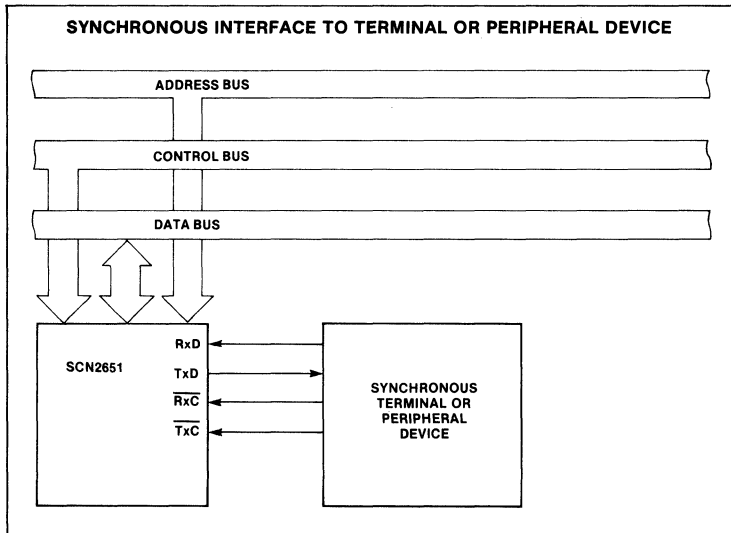 SYNCHRONOUS INTERFACE TO TERMINAL OR PERIPHERAL DEVICE
ADDRESS BUS
CONTROL BUS
DATA BUS
SCN2651
RxD
TxD
RxC
TxC
SYNCHRONOUS
TERMINAL OR
PERIPHERAL
DEVICE